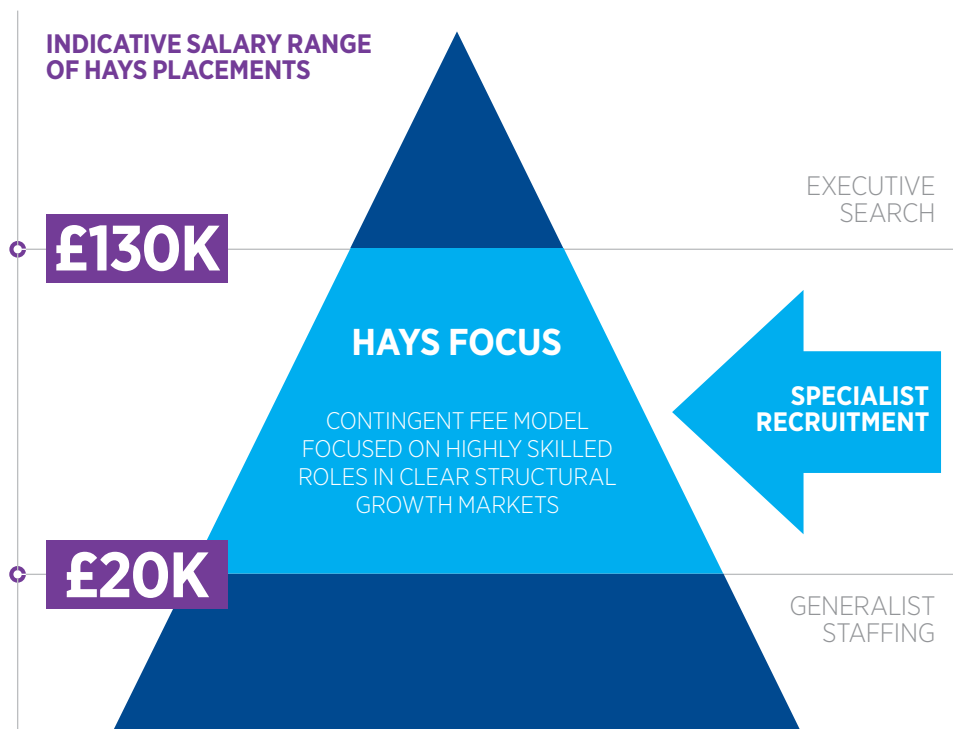 INDICATIVE SALARY RANGE
OF HAYS PLACEMENTS
EXECUTIVE
SEARCH
£130K
HAYS FOCUS
CONTINGENT FEE MODEL
FOCUSED ON HIGHLY SKILLED
ROLES IN CLEAR STRUCTURAL
GROWTH MARKETS
SPECIALIST
RECRUITMENT
£20K
GENERALIST
STAFFING